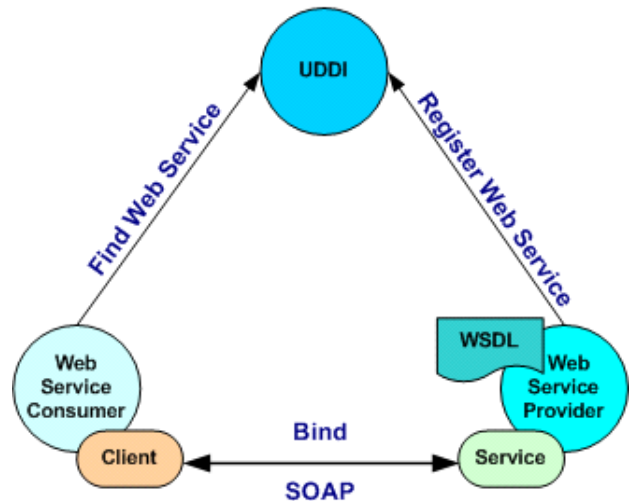 UDDI
Find Web Service
Register Web Service
WSDL
Web
Service
Consumer
Web
Service
Provider
Client
Bind
Service
SOAP